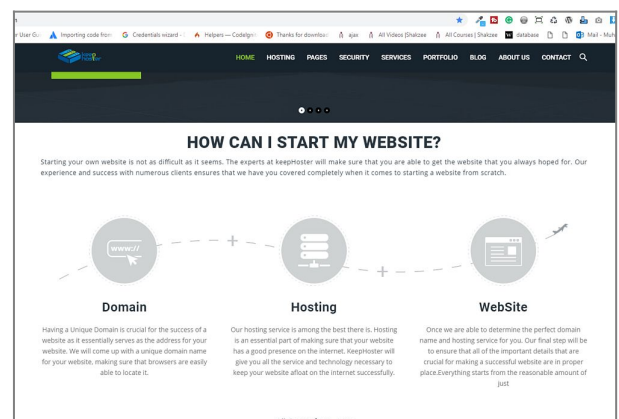 er User Gu
Importing code from
Credentials wizard -
Helpers — CodeIgni
Thanks for download
ajax
All Videos |Shakzee
All Courses | Shakzee
database
Mail - Muh
keep
HosTer
HOME HOSTING PAGES SECURITY SERVICES PORTFOLIO BLOG ABOUT US CONTACT
HOW CAN I START MY WEBSITE?
Starting your own website is not as difficult as it seems. The experts at keepHoster will make sure that you are able to get the website that you always hoped for. Our
experience and success with numerous clients ensures that we have you covered completely when it comes to starting a website from scratch.
www://
Domain
Having a Unique Domain is crucial for the success of a
website as it essentially serves as the address for your
website. We will come up with a unique domain name
for your website, making sure that browsers are easily
able to locate it.
Hosting
Our hosting service is among the best there is. Hosting
is an essential part of making sure that your website
has a good presence on the internet. KeepHoster will
give you all the service and technology necessary to
keep your website afloat on the internet successfully.
WebSite
Once we are able to determine the perfect domain
name and hosting service for you. Our final step will be
to ensure that all of the important details that are
crucial for making a successful website are in proper
place.Everything starts from the reasonable amount of
just